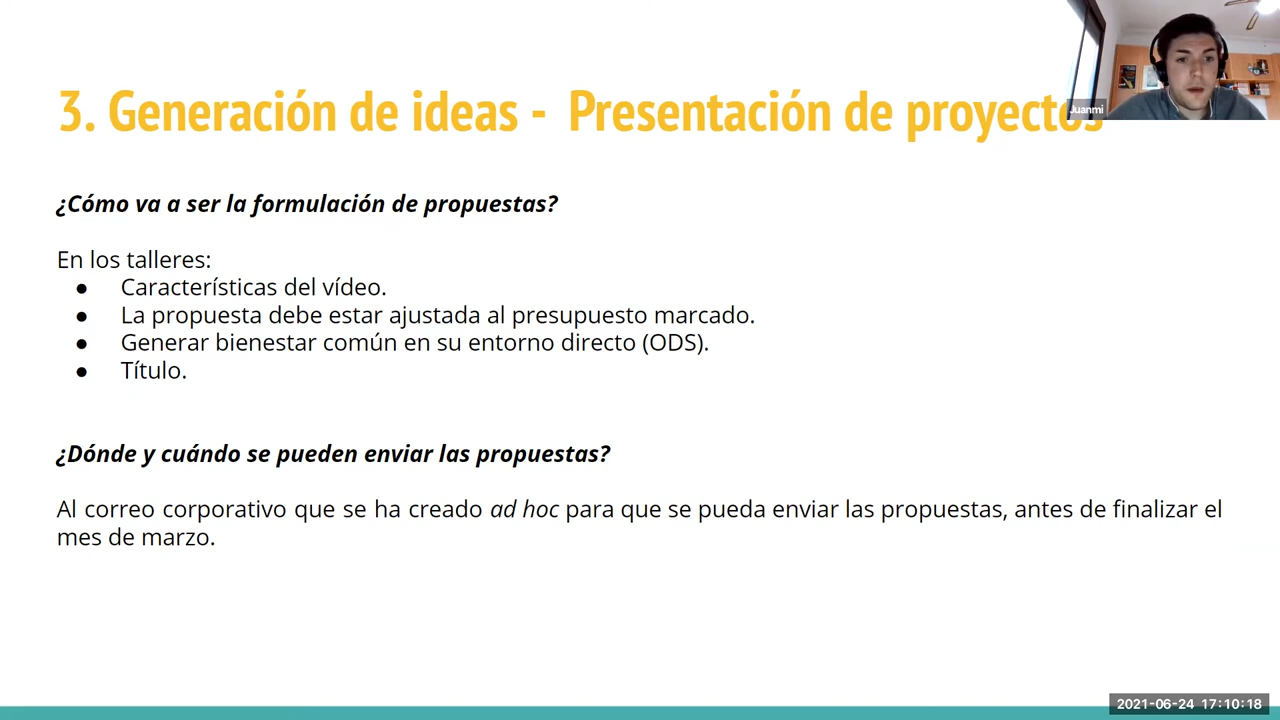 Juanmi
3. Generación de ideas - Presentación de proyectos
¿Cómo va a ser la formulación de propuestas?
En los talleres:
● Características del vídeo.
● La propuesta debe estar ajustada al presupuesto marcado.
● Generar bienestar común en su entorno directo (ODS).
● Título.
¿Dónde y cuándo se pueden enviar las propuestas?
Al correo corporativo que se ha creado ad hoc para que se pueda enviar las propuestas, antes de finalizar el
mes de marzo.
2021-06-24 17:10:18